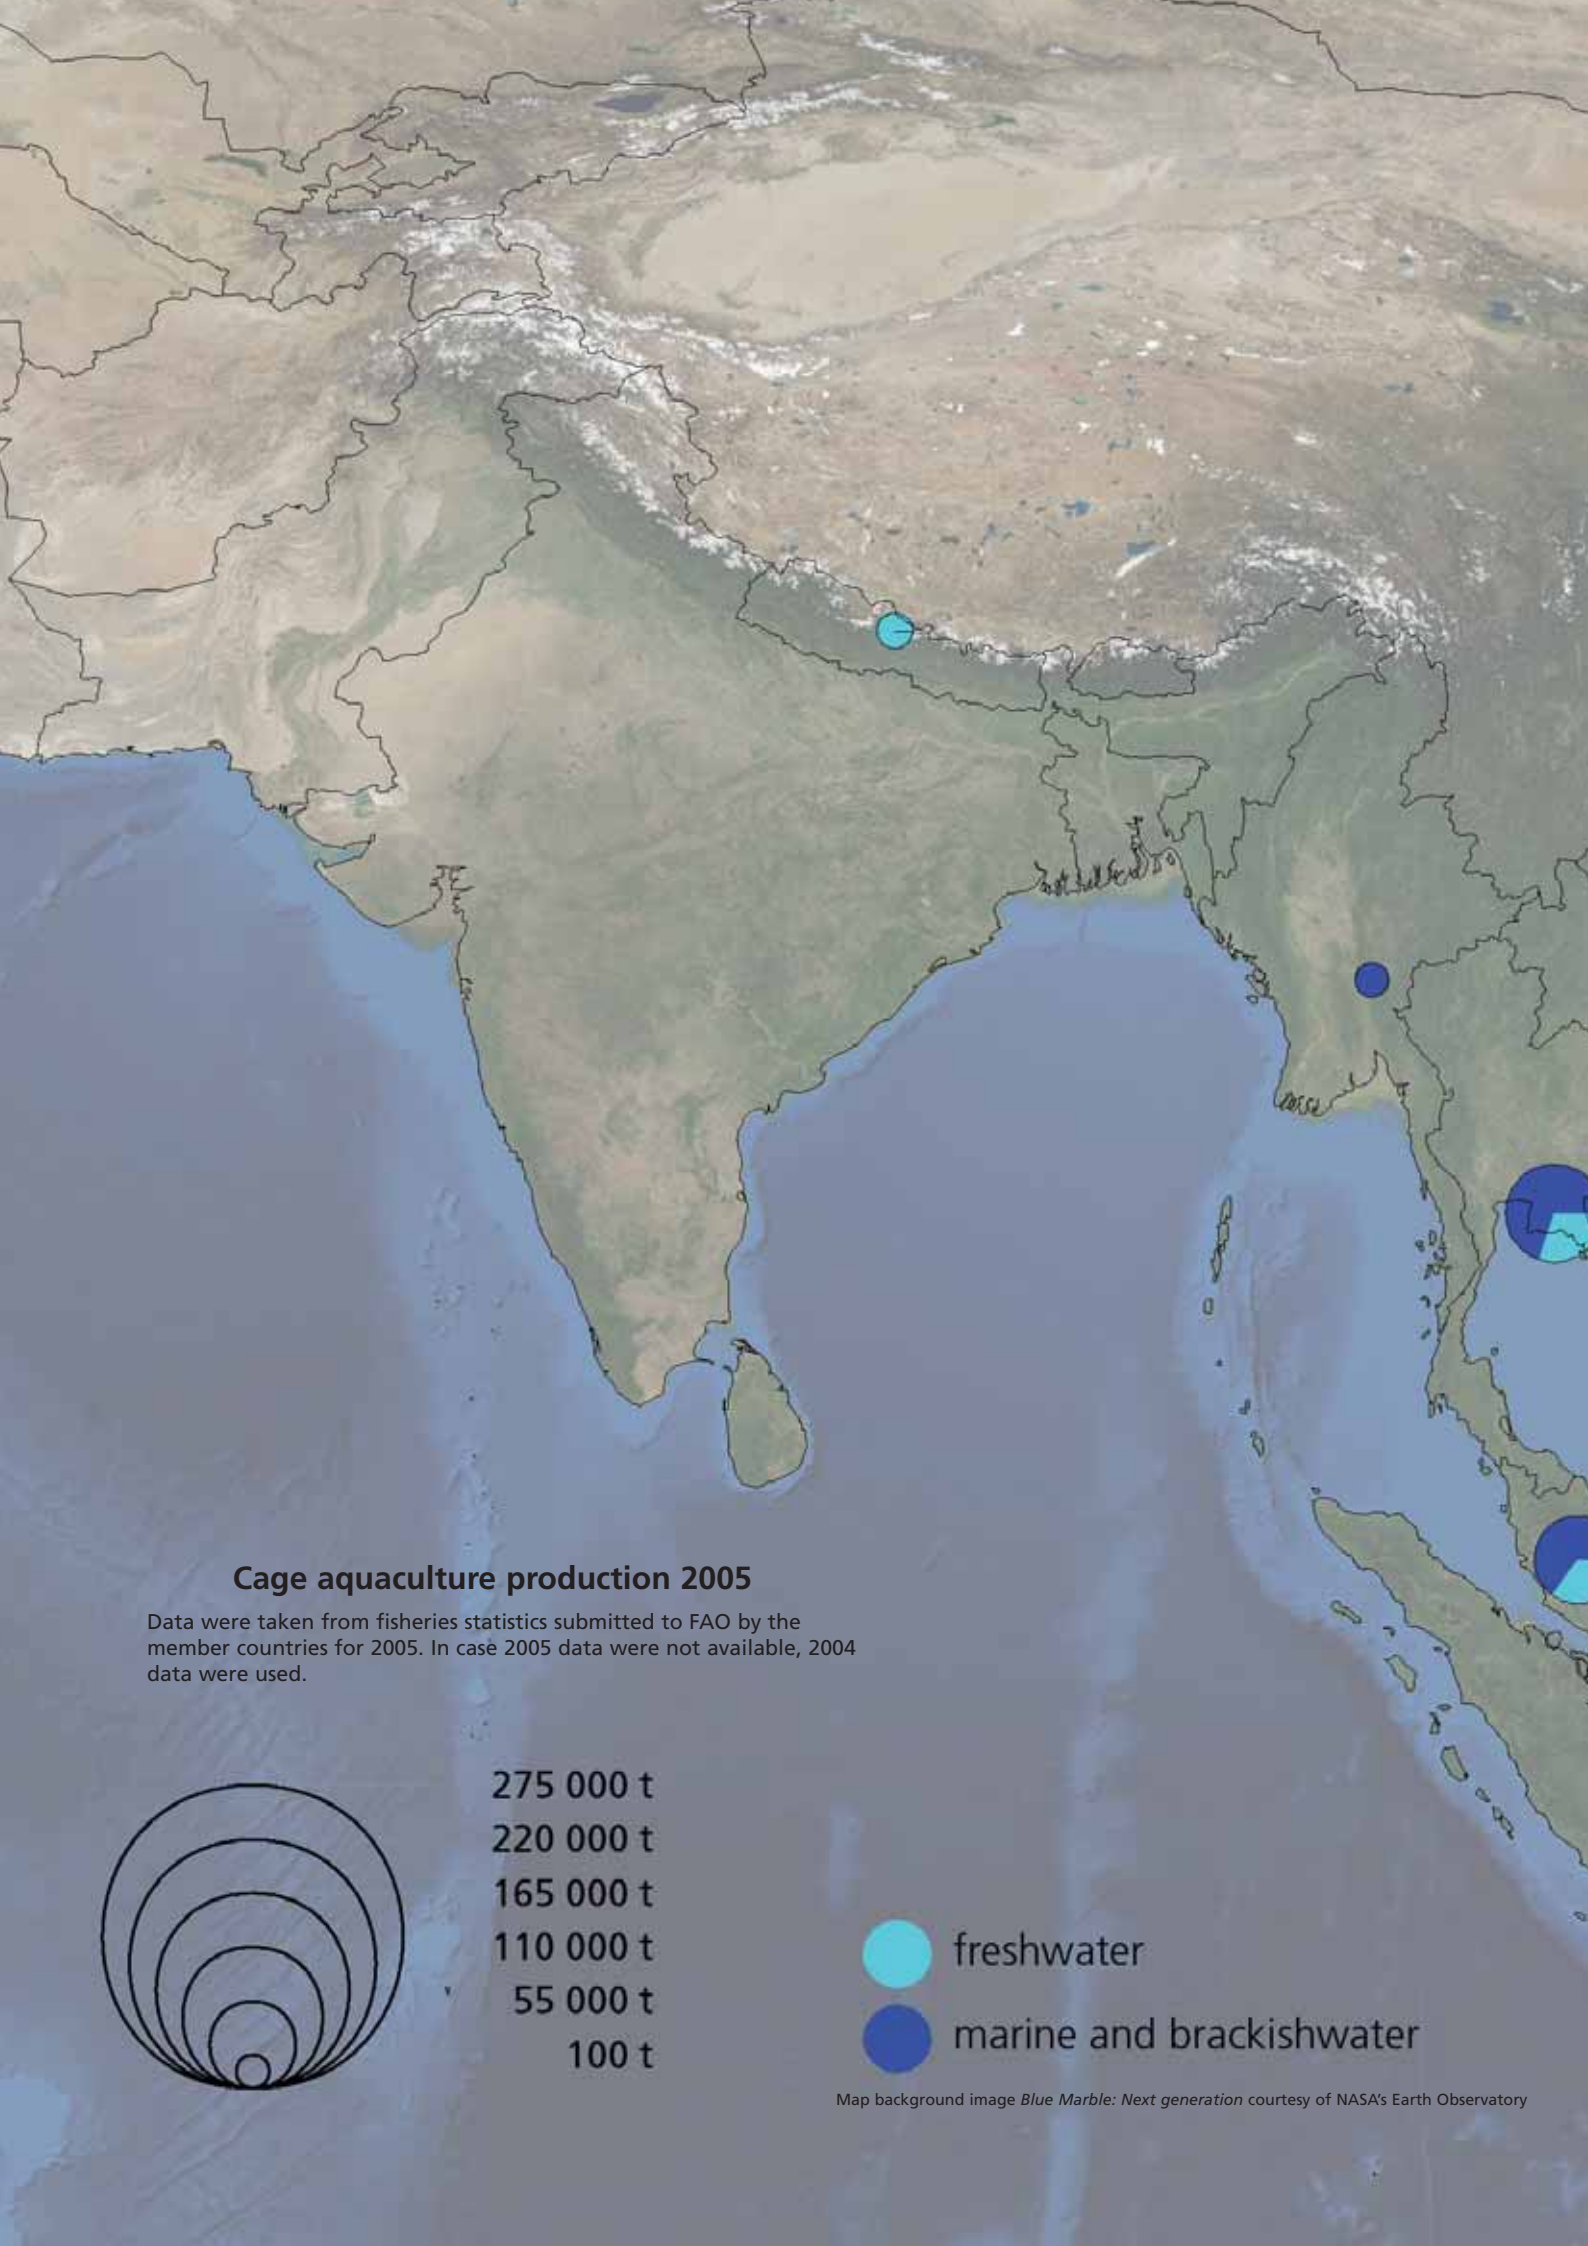 Cage aquaculture production 2005
Data were taken from fisheries statistics submitted to FAO by the
member countries for 2005. In case 2005 data were not available, 2004
data were used.
275 000 t
220 000 t
165 000 t
110 000 t
55 000 t
100 t
freshwater
marine and brackishwater
Map background image Blue Marble: Next generation courtesy of NASA's Earth Observatory